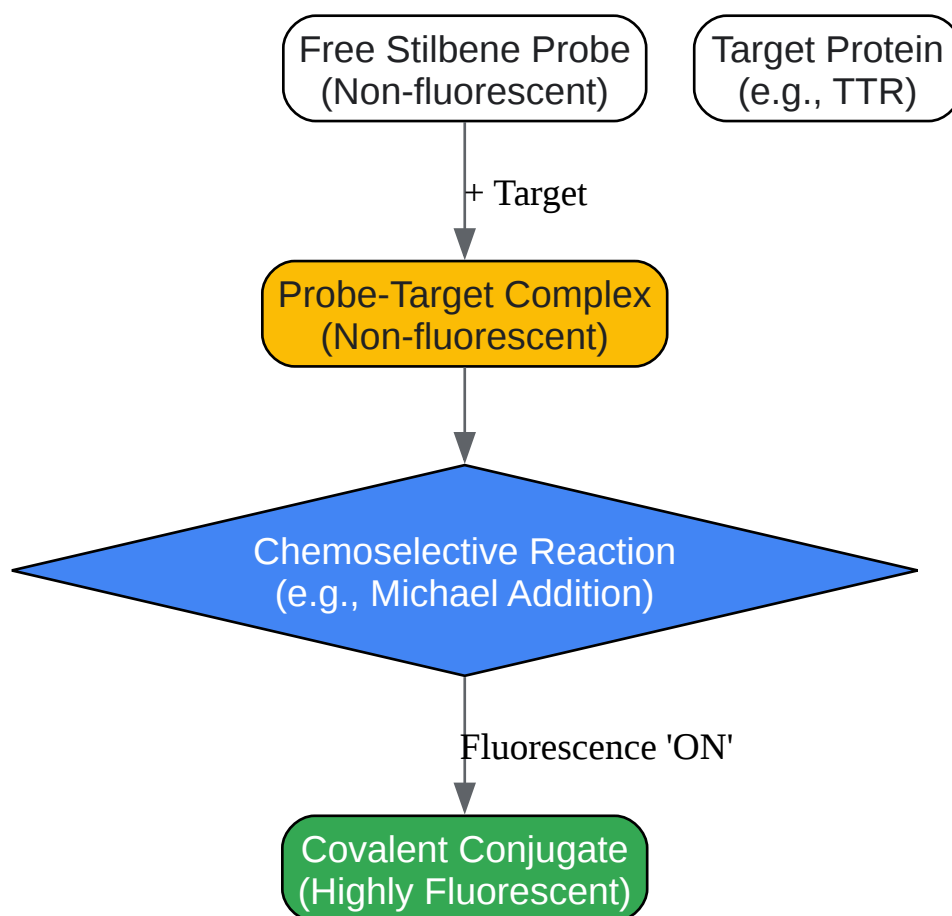 Free Stilbene Probe
(Non-fluorescent)
Target Protein
(e.g., TTR)
+ Target
Probe-Target Complex
(Non-fluorescent)
Chemoselective Reaction
(e.g., Michael Addition)
Fluorescence 'ON'
Covalent Conjugate
(Highly Fluorescent)